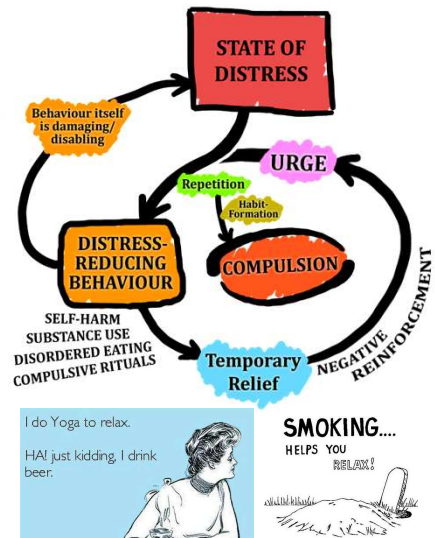 STATE OF
DISTRESS
Behaviour itself
is damaging/
disabling
URGE
Repetition
Habit-
Formation
DISTRESS-
REDUCING
BEHAVIOUR
COMPULSION
SELF-HARM
SUBSTANCE USE
DISORDERED EATING
COMPULSIVE RITUALS
Temporary
Relief
NEGATIVE
REINFORCEMENT
I do Yoga to relax.
HA! just kidding, I drink
beer.
SMOKING....
HELPS YOU
RELAX!